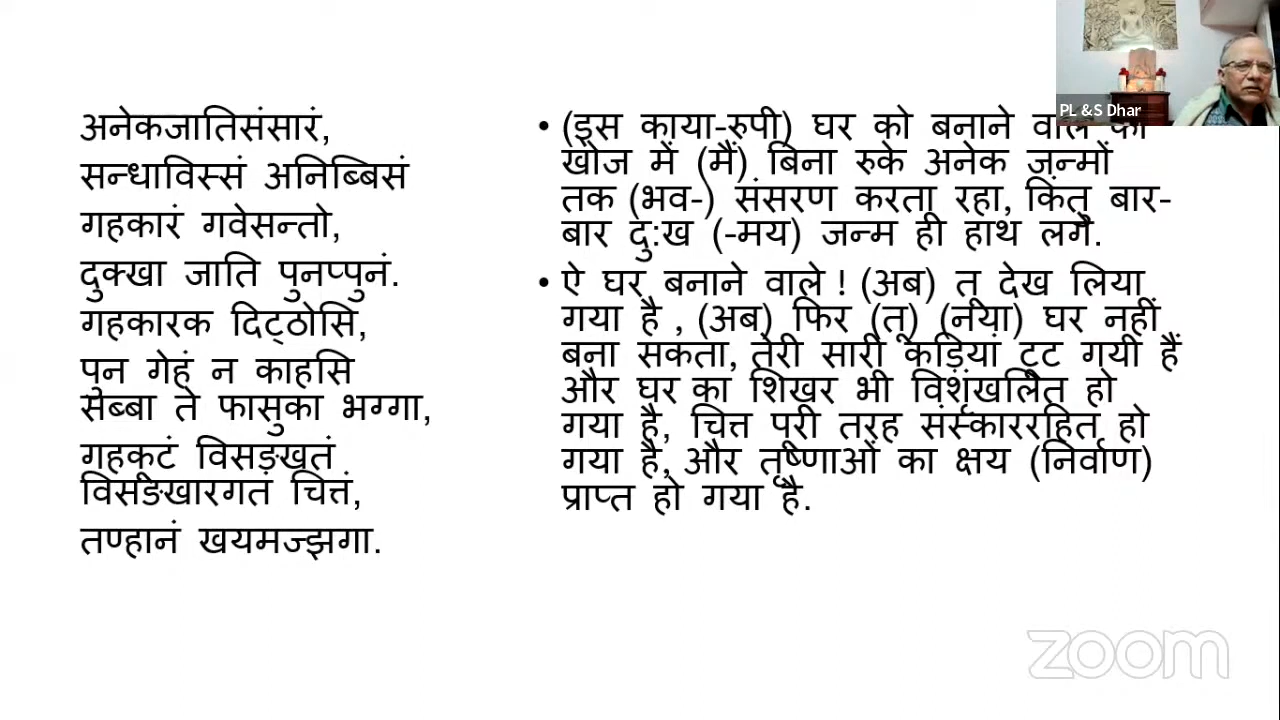 अनेकजातिसंसारं,
सन्धाविस्सं अनिब्बिसं
गहकारं गवेसन्तो,
दुक्खा जाति पुनप्पुनं.
गहकारक दिट्ठोसि,
पुन गेहं न काहसि
सब्बा ते फासुका भग्गा,
गहकूटं विसङ्खतं
विसङ्खारगतं चित्तं,
तण्हानं खयमज्झगा.
• (इस काया-रुपी) घर को बनाने वाले की
खोज में (मैं) बिना रुके अनेक जन्मों
तक (भव-) संसरण करता रहा, किंतु बार-
बार दु:ख (-मय) जन्म ही हाथ लगे.
• ऐ घर बनाने वाले ! (अब) तू देख लिया
गया है , (अब) फिर (तू) (नया) घर नहीं
बना सकता, तेरी सारी कड़ियां टूट गयी हैं
और घर का शिखर भी विशृंखलित हो
गया है, चित्त पूरी तरह संस्काररहित हो
गया है, और तृष्णाओं का क्षय (निर्वाण)
प्राप्त हो गया है.
PL & S Dhar
zoom